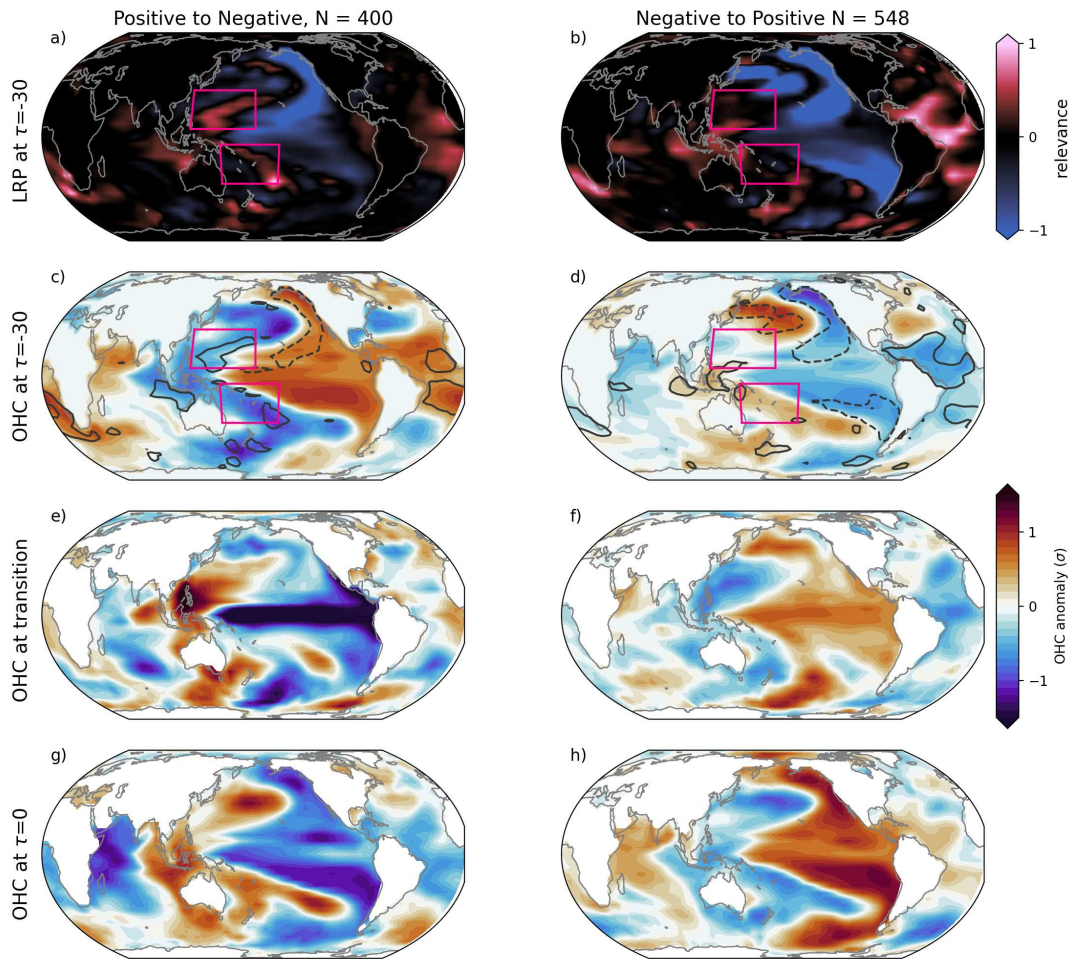 Positive to Negative, N = 400
Negative to Positive N = 548
a)
b)
LRP at τ=-30
1
0
−1
relevance
c)
d)
OHC at τ=-30
e)
f)
OHC at transition
1
0
−1
OHC anomaly (σ)
g)
h)
OHC at τ=0